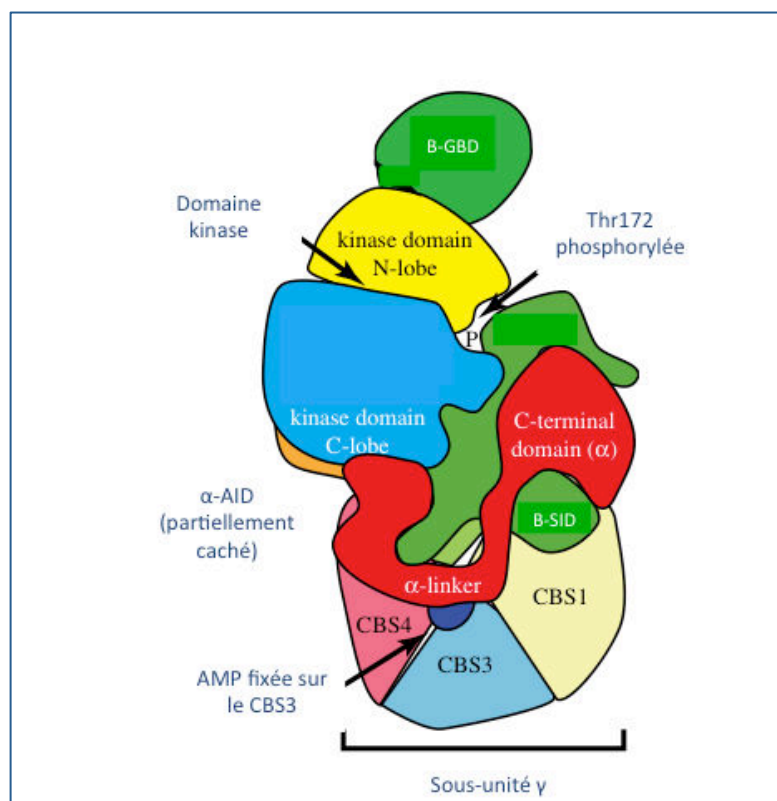 B-GBD
Domaine
kinase
kinase domain
N-lobe
Thr172
phosphorylée
P
kinase domain
C-lobe
C-terminal
domain (α)
α-AID
(partiellement
caché)
B-SID
α-linker
CBS1
CBS4
CBS3
AMP fixée sur
le CBS3
Sous-unité γ